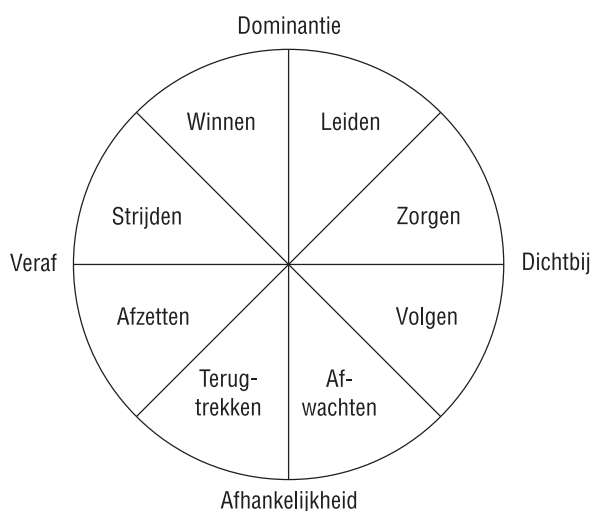 Dominantie
Winnen
Leiden
Strijden
Zorgen
Veraf
Dichtbij
Afzetten
Volgen
Terug-
trekken
Af-
wachten
Afhankelijkheid